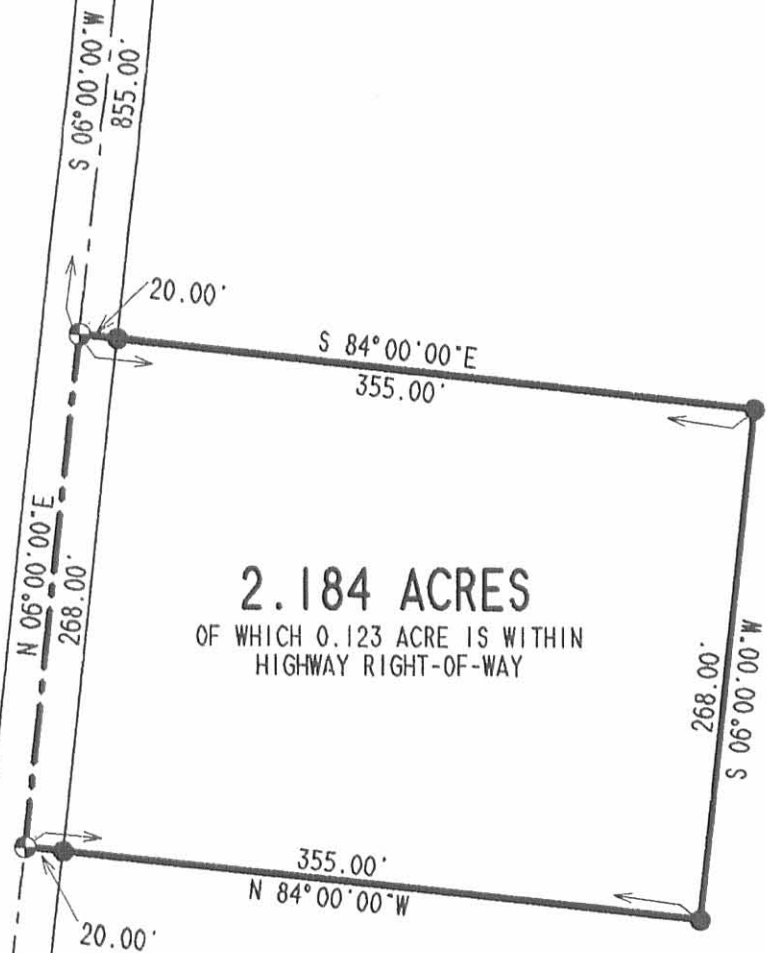 S 06°00'00"W
855.00'
20.00'
S 84°00'00"E
355.00'
N 06°00'00"E
268.00'
2.184 ACRES
OF WHICH 0.123 ACRE IS WITHIN
HIGHWAY RIGHT-OF-WAY
268.00'
S 06°00'00"W
355.00'
N 84°00'00"W
20.00'